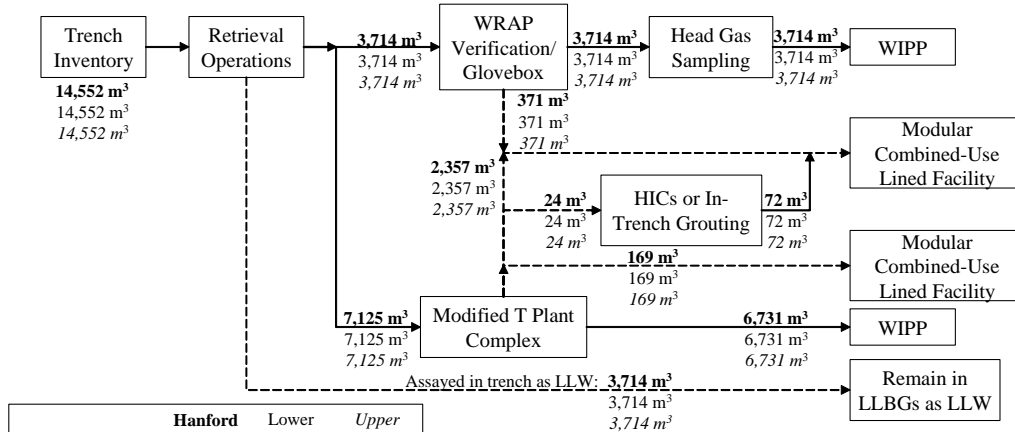 Trench
Inventory
14,552 m³
14,552 m³
14,552 m³
Retrieval
Operations
3,714 m³
3,714 m³
3,714 m³
WRAP
Verification/
Glovebox
3,714 m³
3,714 m³
3,714 m³
Head Gas
Sampling
3,714 m³
3,714 m³
3,714 m³
WIPP
371 m³
371 m³
371 m³
Modular
Combined-Use
Lined Facility
2,357 m³
2,357 m³
2,357 m³
24 m³
24 m³
24 m³
HICs or In-
Trench Grouting
72 m³
72 m³
72 m³
169 m³
169 m³
169 m³
Modular
Combined-Use
Lined Facility
7,125 m³
7,125 m³
7,125 m³
Modified T Plant
Complex
6,731 m³
6,731 m³
6,731 m³
WIPP
Assayed in trench as LLW: 3,714 m³
3,714 m³
3,714 m³
Remain in
LLBGs as LLW
Hanford Lower Upper